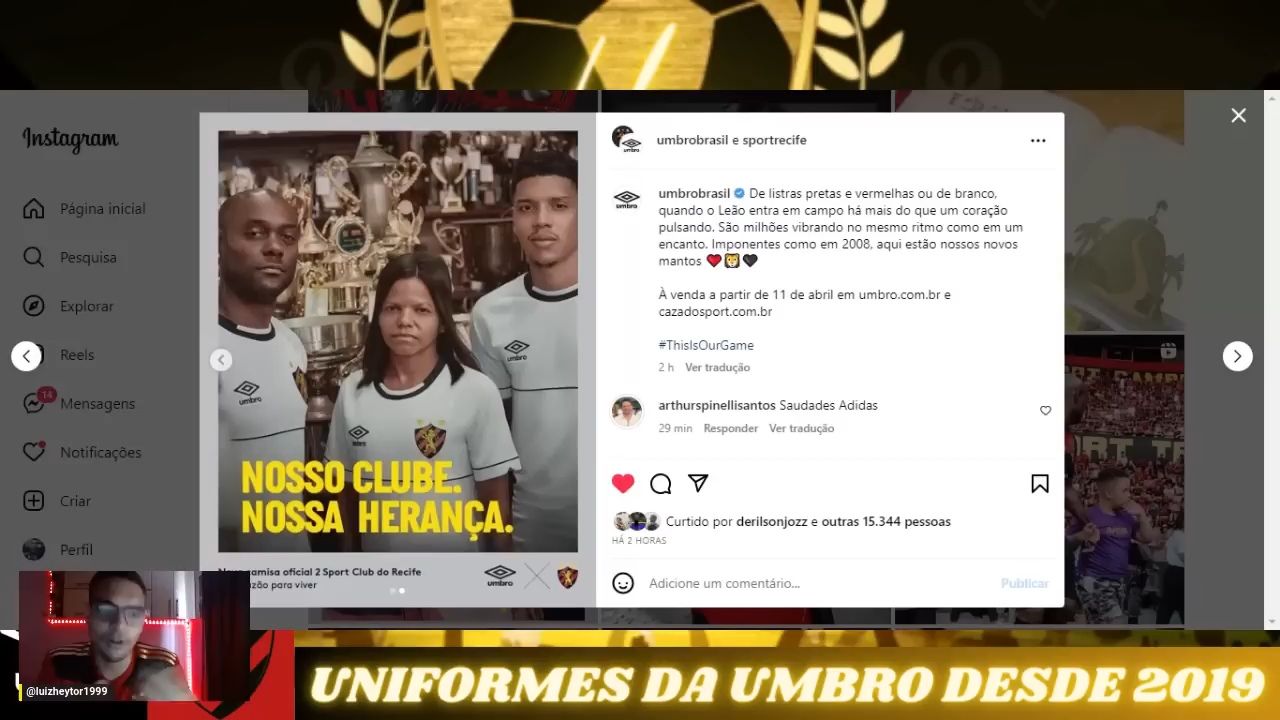 Instagram
Página inicial
Pesquisa
Explorar
Reels
14
Mensagens
Notificações
Criar
Perfil
umbro
umbro
umbro
NOSSO CLUBE.
NOSSA HERANÇA.
camisa oficial 2 Sport Club do Recife
para viver
umbro
umbro
umbrobrasil e sportrecife
umbro
umbrobrasil De listras pretas e vermelhas ou de branco,
quando o Leão entra em campo há mais do que um coração
pulsando. São milhões vibrando no mesmo ritmo como em um
encanto. Imponentes como em 2008, aqui estão nossos novos
mantos ❤️🦁🖤
À venda a partir de 11 de abril em umbro.com.br e
cazadosport.com.br
#ThisIsOurGame
2 h Ver tradução
arthurspinellisantos Saudades Adidas
29 min Responder Ver tradução
Curtido por derilsonjozz e outras 15.344 pessoas
HÁ 2 HORAS
Adicione um comentário...
Publicar
@luizheytor1999
UNIFORMES DA UMBRO DESDE 2019